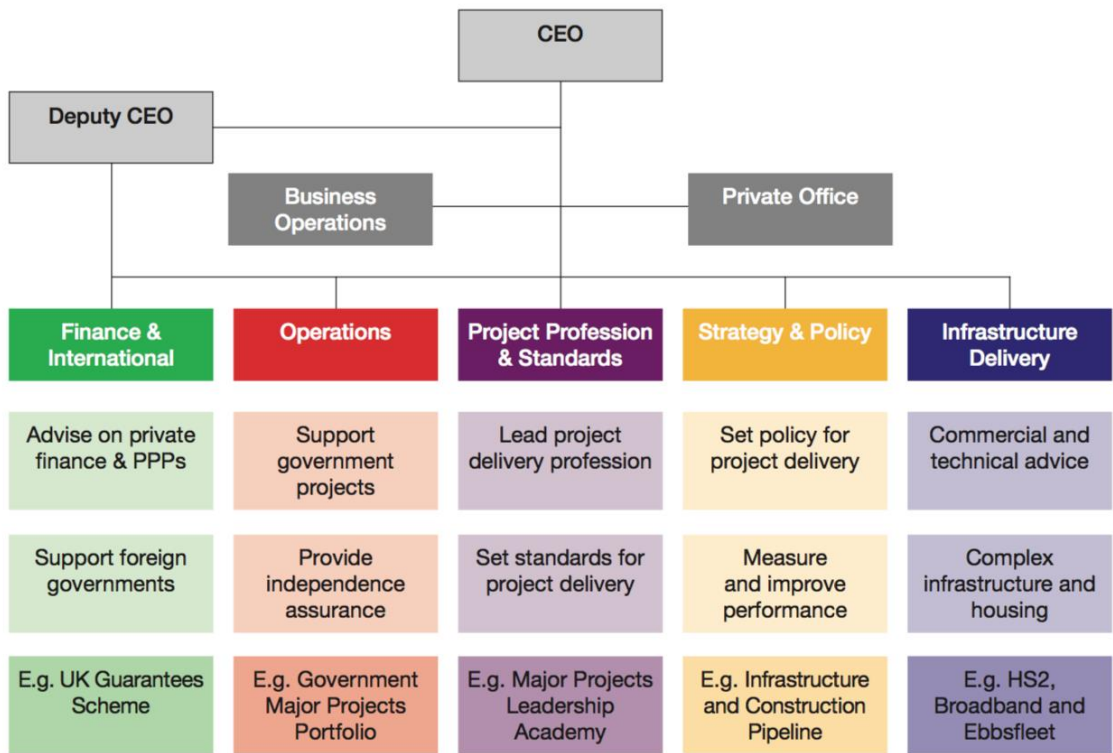 CEO
Deputy CEO
Business
Operations
Private Office
Finance &
International
Operations
Project Profession
& Standards
Strategy & Policy
Infrastructure
Delivery
Advise on private
finance & PPPs
Support
government
projects
Lead project
delivery profession
Set policy for
project delivery
Commercial and
technical advice
Support foreign
governments
Provide
independence
assurance
Set standards for
project delivery
Measure
and improve
performance
Complex
infrastructure and
housing
E.g. UK Guarantees
Scheme
E.g. Government
Major Projects
Portfolio
E.g. Major Projects
Leadership
Academy
E.g. Infrastructure
and Construction
Pipeline
E.g. HS2,
Broadband and
Ebbsfleet